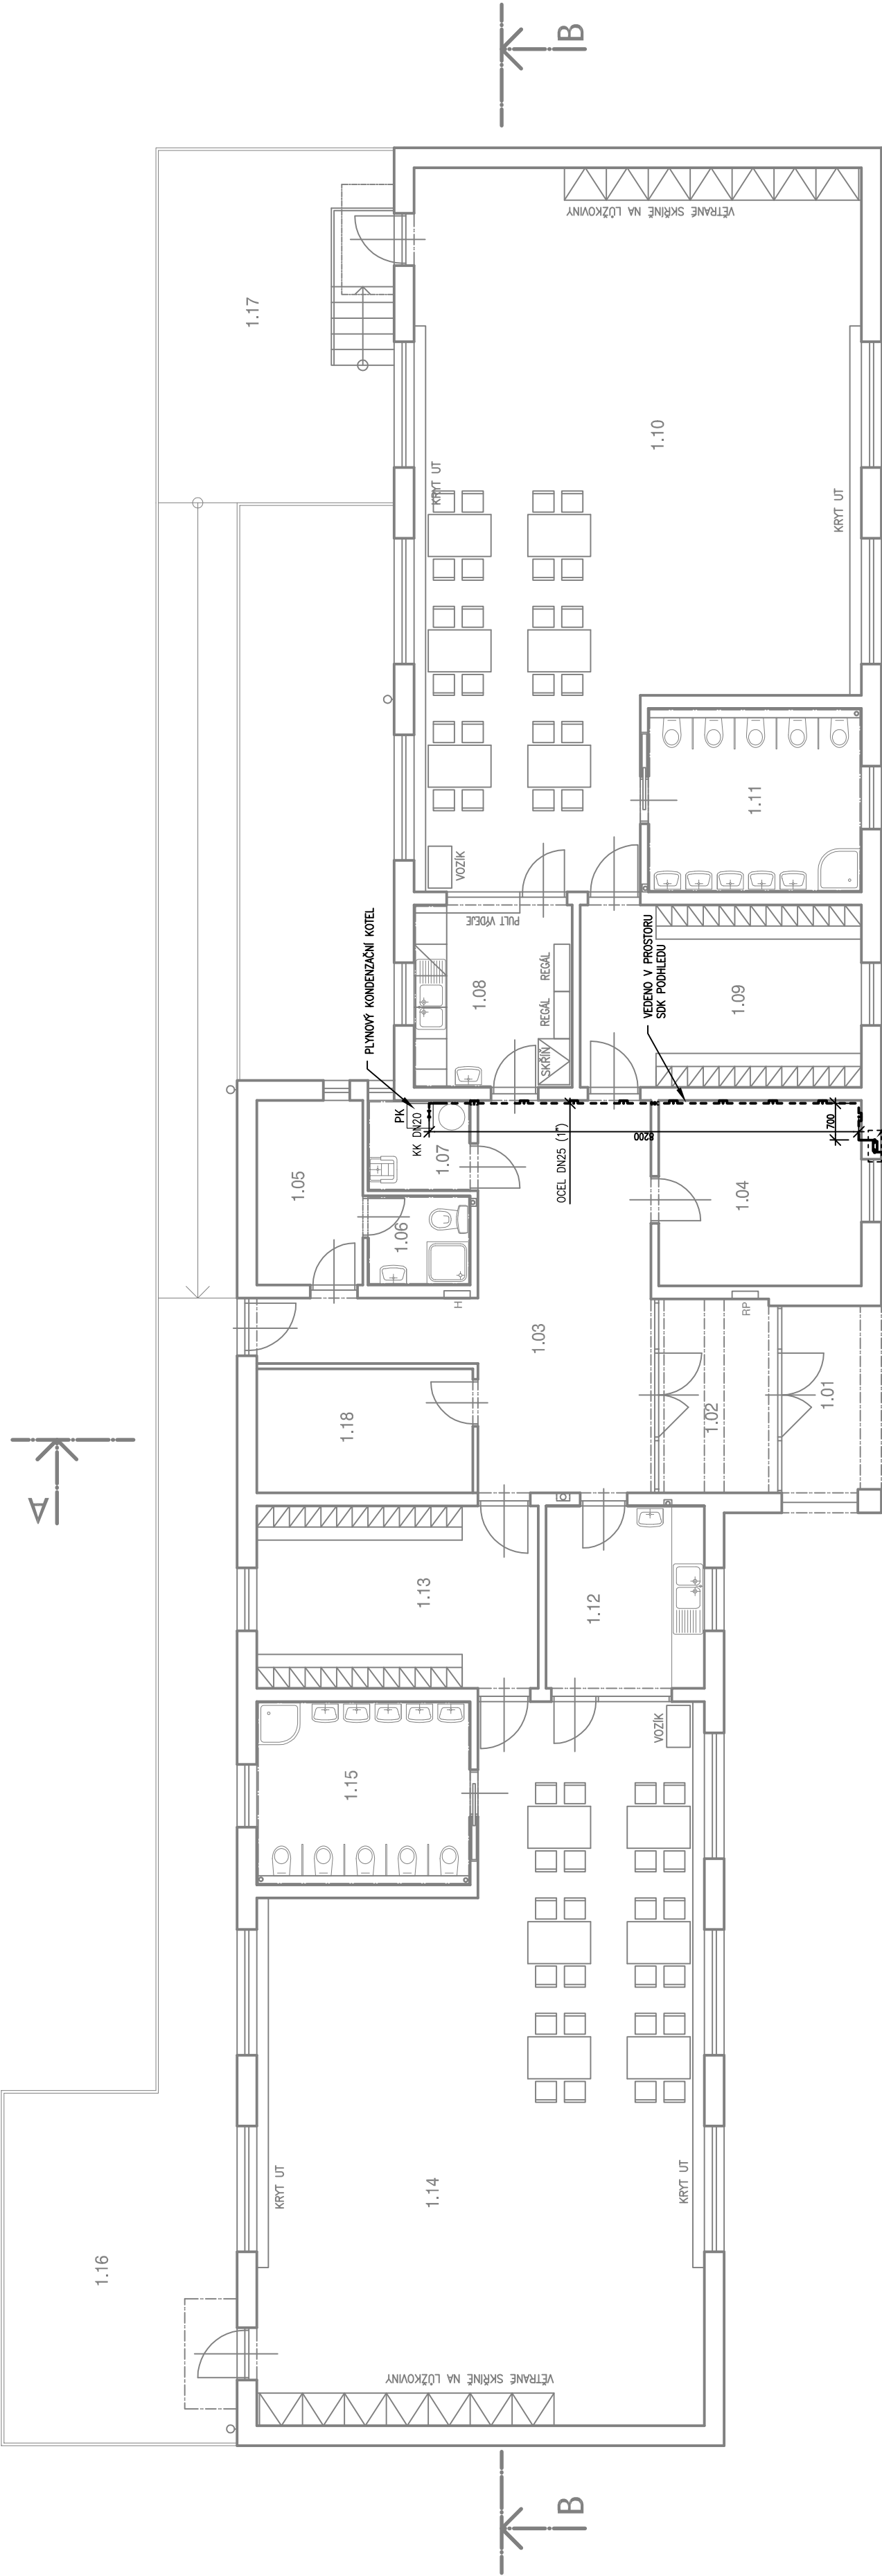 B
1.17
VĚTRANÉ SKŘÍNĚ NA LŮŽKOVINY
1.10
KRYT UT
KRYT UT
1.11
VOZÍK
PLYNOVÝ KONDENZAČNÍ KOTEL
PULT VÝDEJE
1.08
REGÁL
REGÁL
SKŘÍŇ
VEDENO V PROSTORU
SDK PODHLEDU
1.09
PK
KK DN20
1.07
OCEL DN25 (1")
8200
700
1.05
1.06
1.04
H
RP
1.03
1.02
1.01
1.18
A
1.13
1.12
VOZÍK
1.15
KRYT UT
1.14
KRYT UT
1.16
VĚTRANÉ SKŘÍNĚ NA LŮŽKOVINY
B